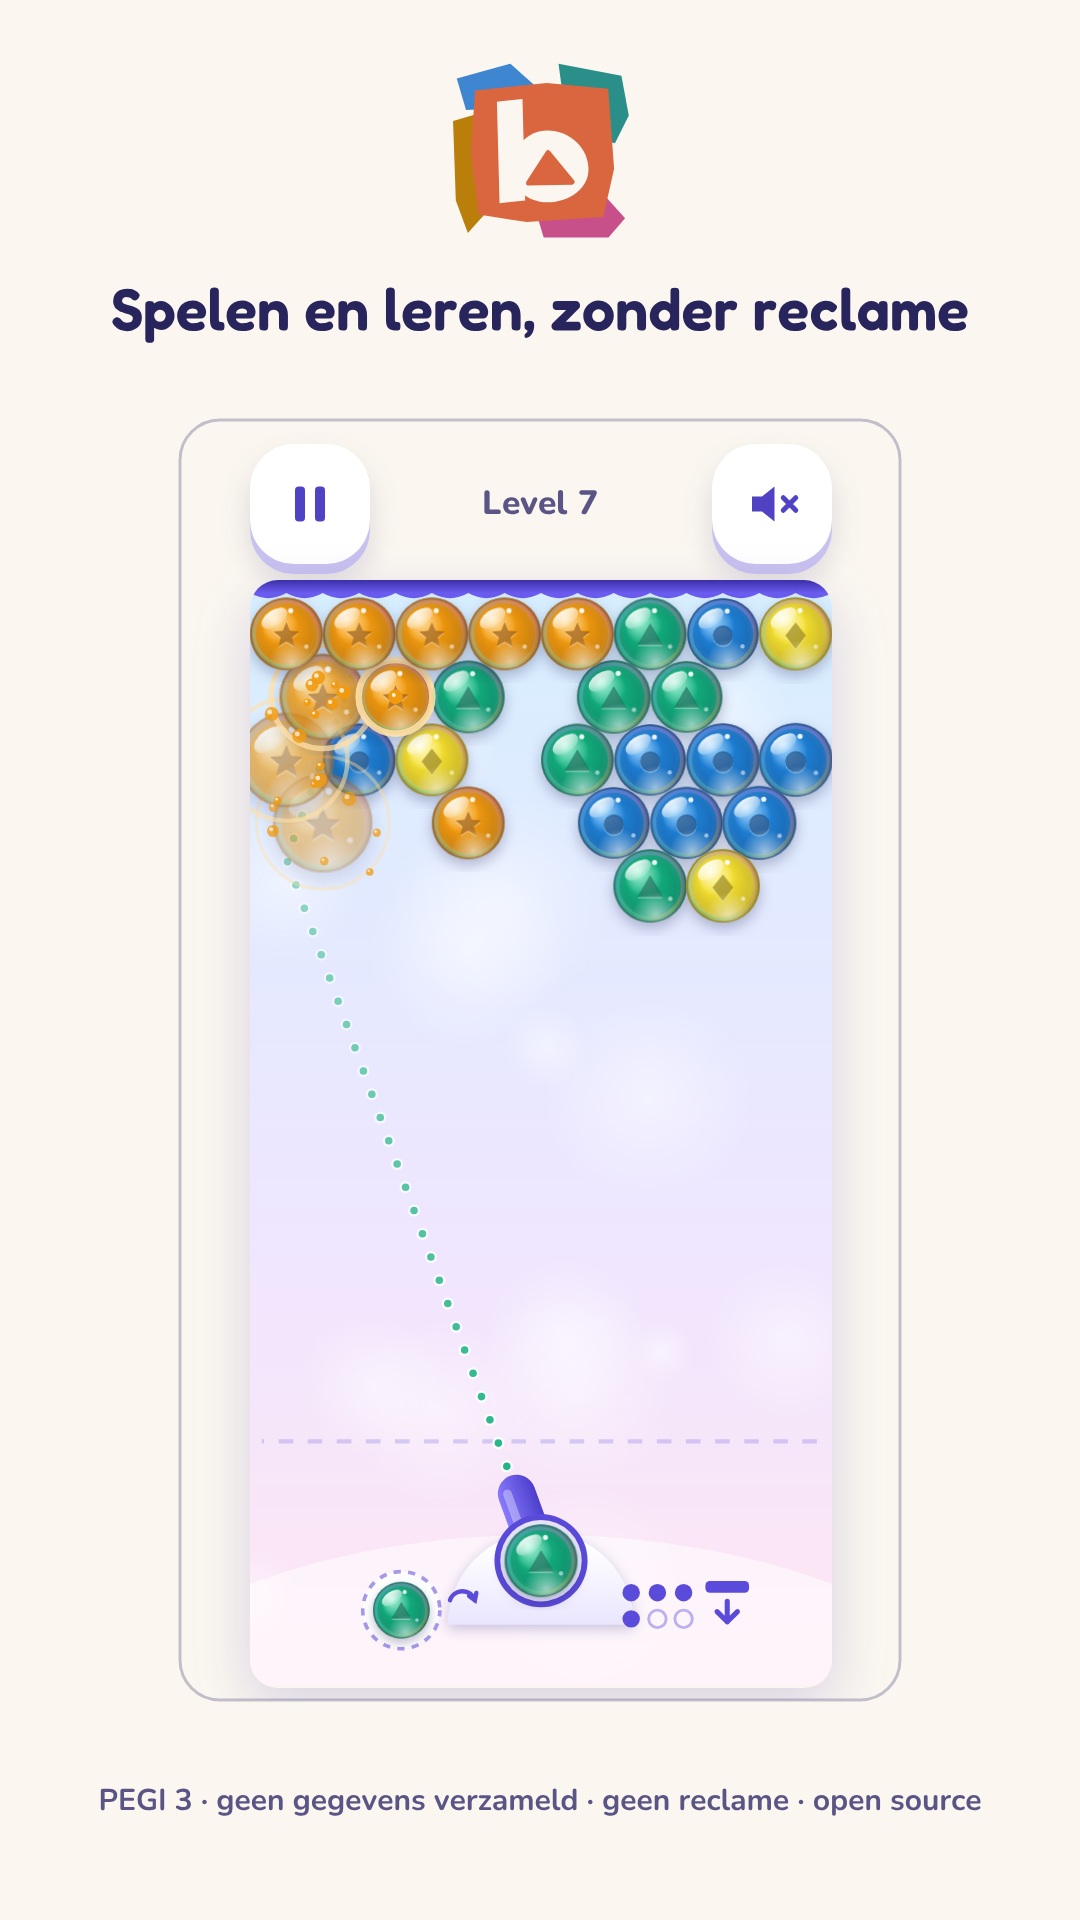 b
Spelen en leren, zonder reclame
Level 7
PEGI 3 · geen gegevens verzameld · geen reclame · open source